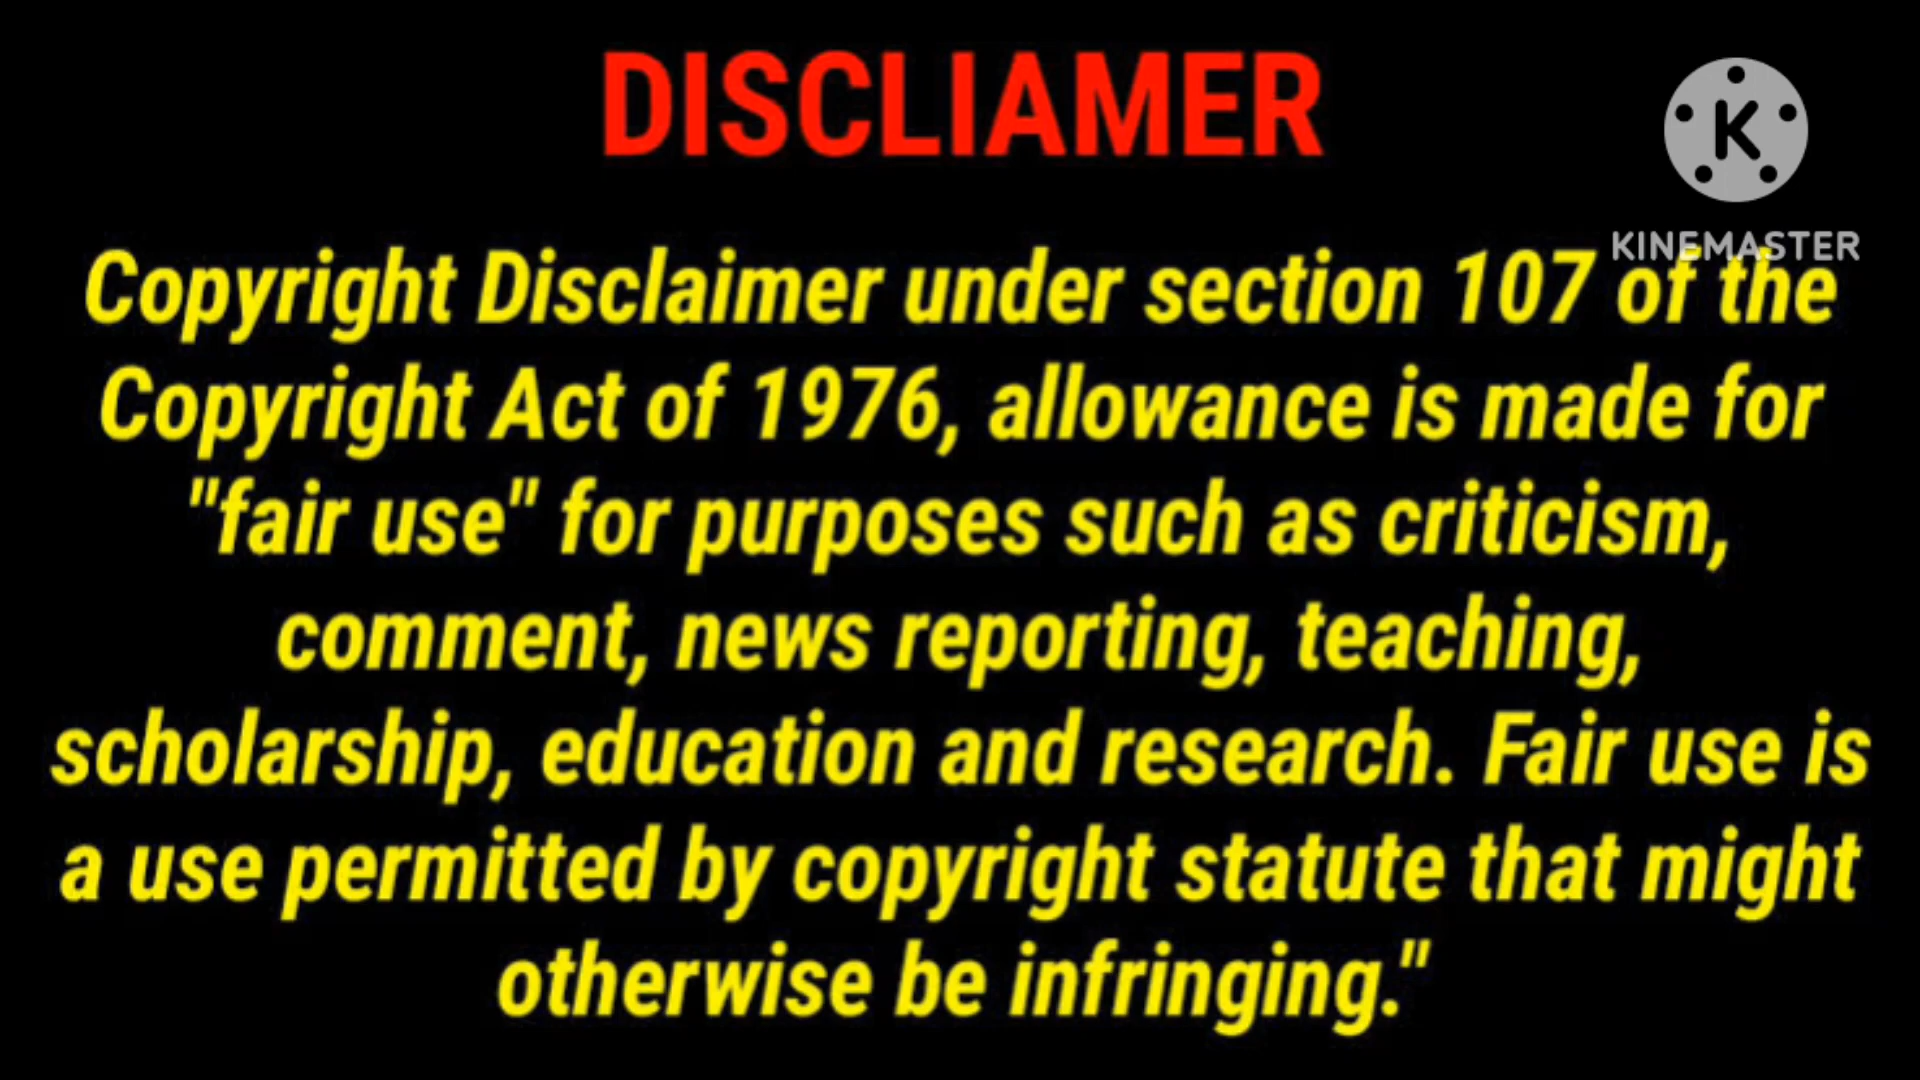 DISCLIAMER
K
KINEMASTER
Copyright Disclaimer under section 107 of the
Copyright Act of 1976, allowance is made for
"fair use" for purposes such as criticism,
comment, news reporting, teaching,
scholarship, education and research. Fair use is
a use permitted by copyright statute that might
otherwise be infringing."